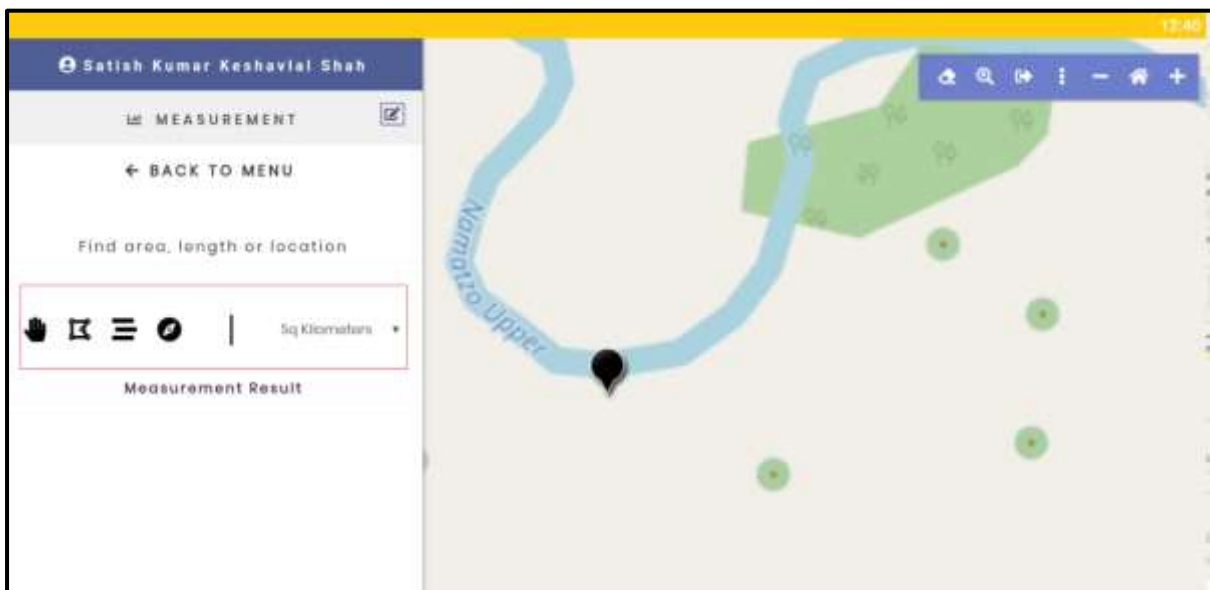 12:40
Satish Kumar Keshavlal Shah
MEASUREMENT
BACK TO MENU
Find area, length or location
Sq Kilometers
Measurement Result
Namatzo Upper